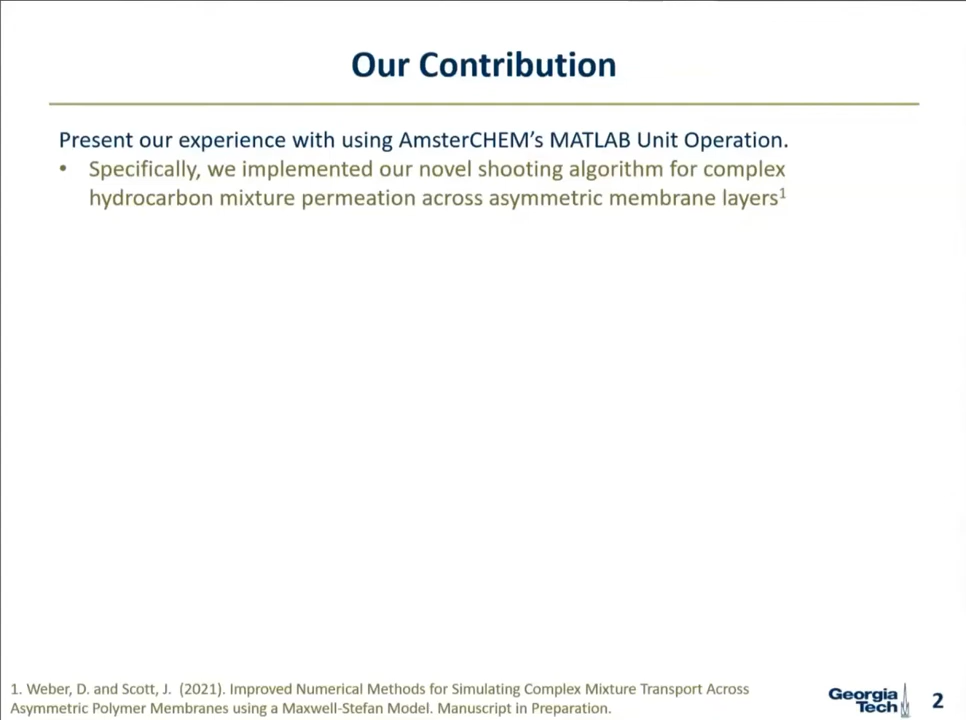 Our Contribution
Present our experience with using AmsterCHEM's MATLAB Unit Operation.
• Specifically, we implemented our novel shooting algorithm for complex
hydrocarbon mixture permeation across asymmetric membrane layers¹
1. Weber, D. and Scott, J. (2021). Improved Numerical Methods for Simulating Complex Mixture Transport Across
Asymmetric Polymer Membranes using a Maxwell-Stefan Model. Manuscript in Preparation.
Georgia
Tech
2